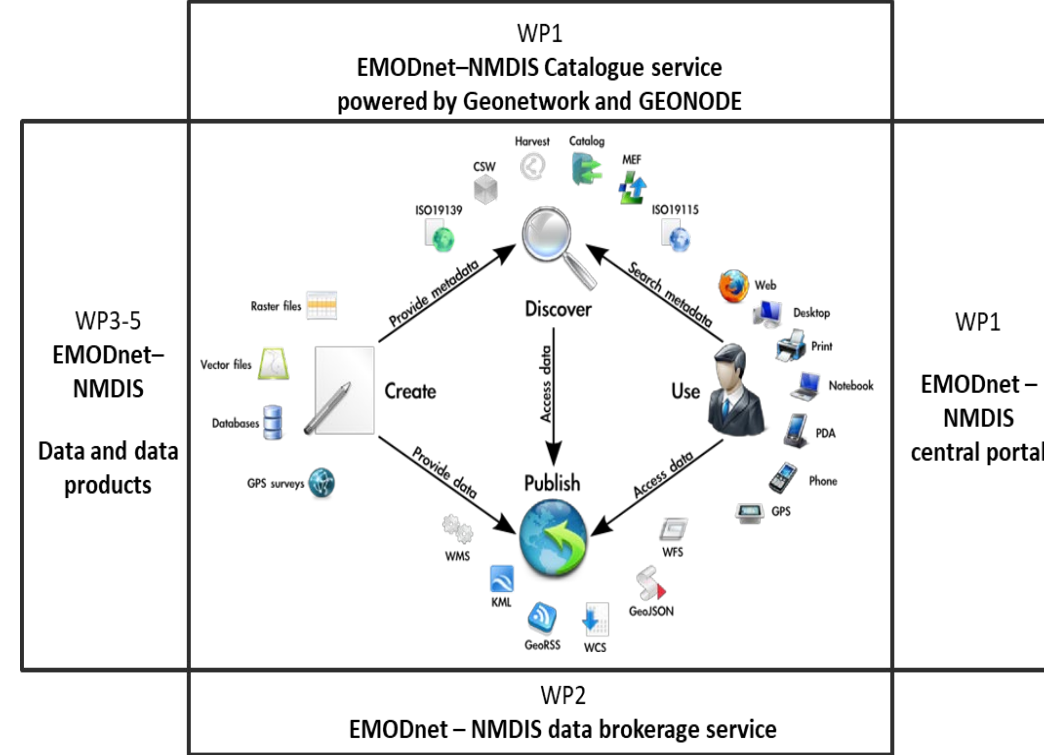 WP1
EMODnet–NMDIS Catalogue service
powered by Geonetwork and GEONODE
Harvest
Catalog
CSW
MEF
ISO19139
ISO19115
Provide metadata
Search metadata
Discover
Web
Desktop
Print
Notebook
PDA
Phone
GPS
Raster files
Vector files
Databases
GPS surveys
Create
Use
Access data
Provide data
Access data
Publish
WMS
KML
GeoRSS
WCS
GeoJSON
WFS
WP3-5
EMODnet–
NMDIS
Data and data
products
WP1
EMODnet –
NMDIS
central portal
WP2
EMODnet – NMDIS data brokerage service